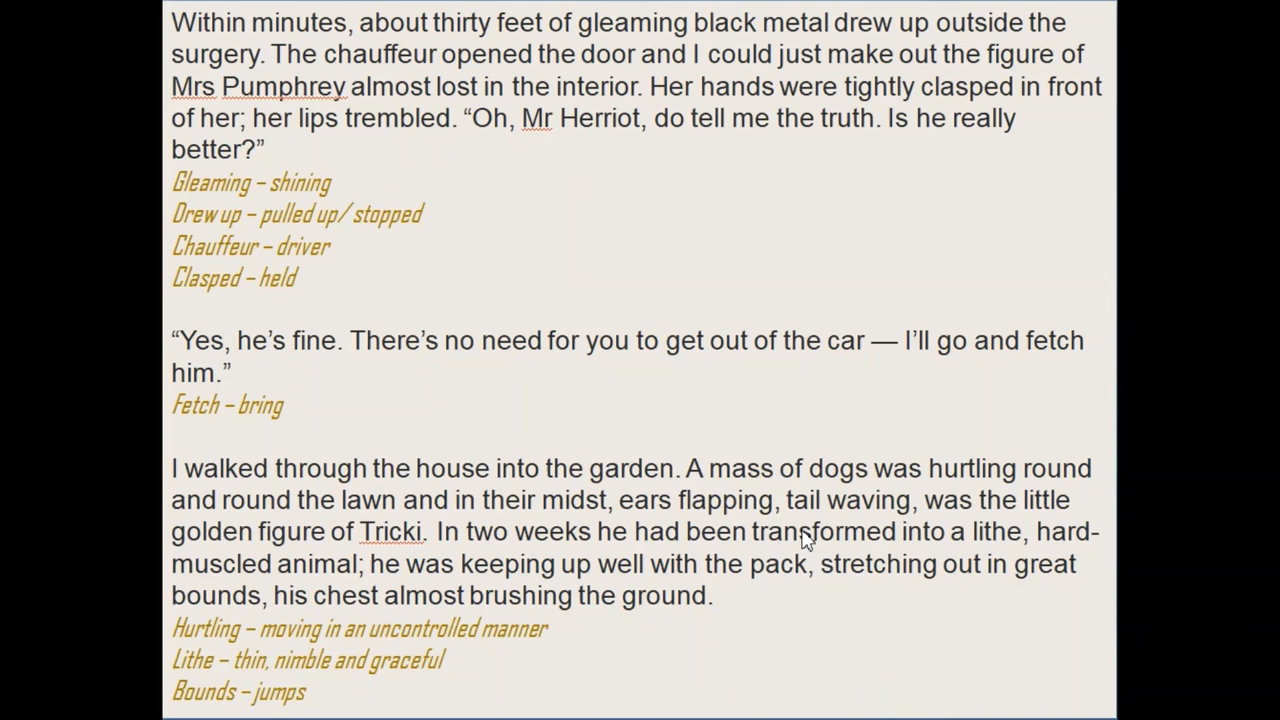 Within minutes, about thirty feet of gleaming black metal drew up outside the
surgery. The chauffeur opened the door and I could just make out the figure of
Mrs Pumphrey almost lost in the interior. Her hands were tightly clasped in front
of her; her lips trembled. “Oh, Mr Herriot, do tell me the truth. Is he really
better?”
Gleaming – shining
Drew up – pulled up/ stopped
Chauffeur – driver
Clasped – held
“Yes, he’s fine. There’s no need for you to get out of the car — I’ll go and fetch
him.”
Fetch – bring
I walked through the house into the garden. A mass of dogs was hurtling round
and round the lawn and in their midst, ears flapping, tail waving, was the little
golden figure of Tricki. In two weeks he had been transformed into a lithe, hard-
muscled animal; he was keeping up well with the pack, stretching out in great
bounds, his chest almost brushing the ground.
Hurtling – moving in an uncontrolled manner
Lithe – thin, nimble and graceful
Bounds – jumps